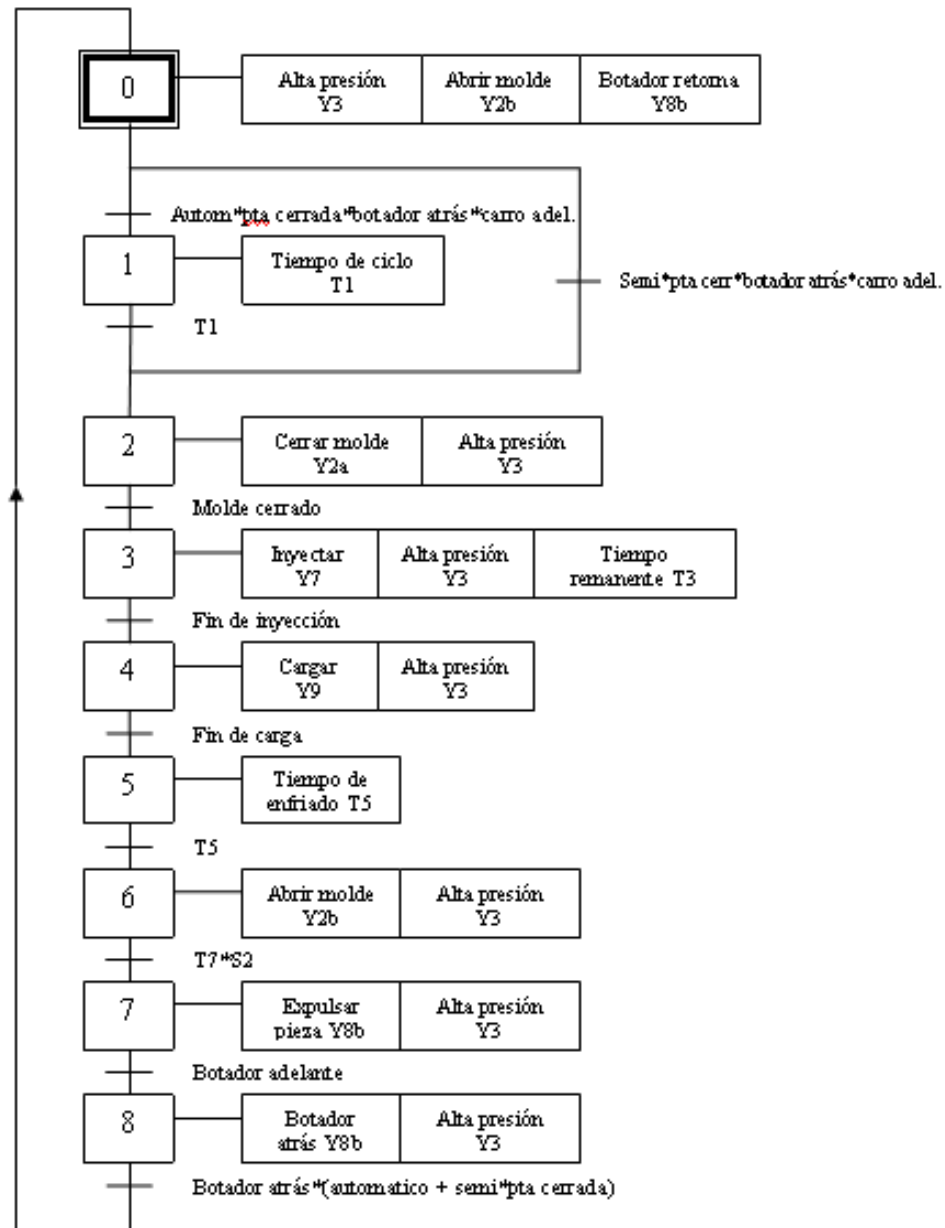 0
Alta presión
Y3
Abrir molde
Y2b
Botador retorna
Y8b
Autom*pta cerrada*botador atrás*carro adel.
1
Tiempo de ciclo
T1
Semi*pta cerr*botador atrás*carro adel.
T1
2
Cerrar molde
Y2a
Alta presión
Y3
Molde cerrado
3
Inyectar
Y7
Alta presión
Y3
Tiempo
remanente T3
Fin de inyección
4
Cargar
Y9
Alta presión
Y3
Fin de carga
5
Tiempo de
enfriado T5
T5
6
Abrir molde
Y2b
Alta presión
Y3
T7*S2
7
Expulsar
pieza Y8b
Alta presión
Y3
Botador adelante
8
Botador
atrás Y8b
Alta presión
Y3
Botador atrás*(automatico + semi*pta cerrada)